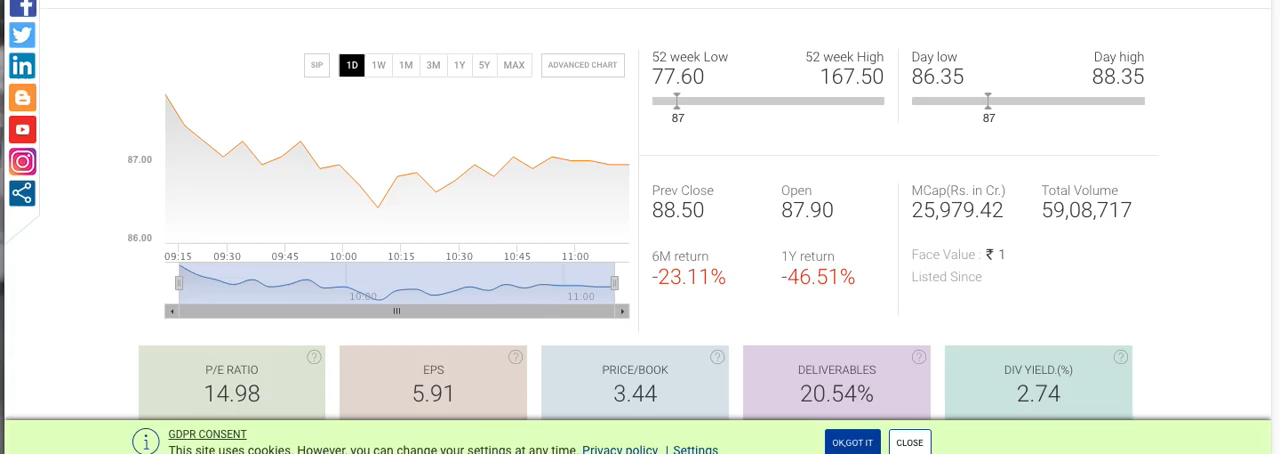 SIP 1D 1W 1M 3M 1Y 5Y MAX ADVANCED CHART
87.00
86.00
09:15 09:30 09:45 10:00 10:15 10:30 10:45 11:00
10:00 11:00
52 week Low 52 week High
77.60 167.50
87
Day low Day high
86.35 88.35
87
Prev Close Open
88.50 87.90
6M return 1Y return
-23.11% -46.51%
MCap(Rs. in Cr.) Total Volume
25,979.42 59,08,717
Face Value : ₹ 1
Listed Since
P/E RATIO ?
14.98
EPS ?
5.91
PRICE/BOOK ?
3.44
DELIVERABLES ?
20.54%
DIV YIELD.(%) ?
2.74
GDPR CONSENT
This site uses cookies. However, you can change your settings at any time. Privacy policy | Settings
OK,GOT IT CLOSE